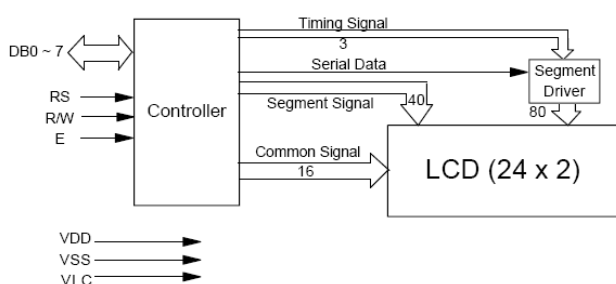 Timing Signal
3
DB0 ~ 7
Serial Data
Segment
Driver
RS
Controller
Segment Signal
40
80
R/W
E
Common Signal
16
LCD (24 x 2)
VDD
VSS
VLC